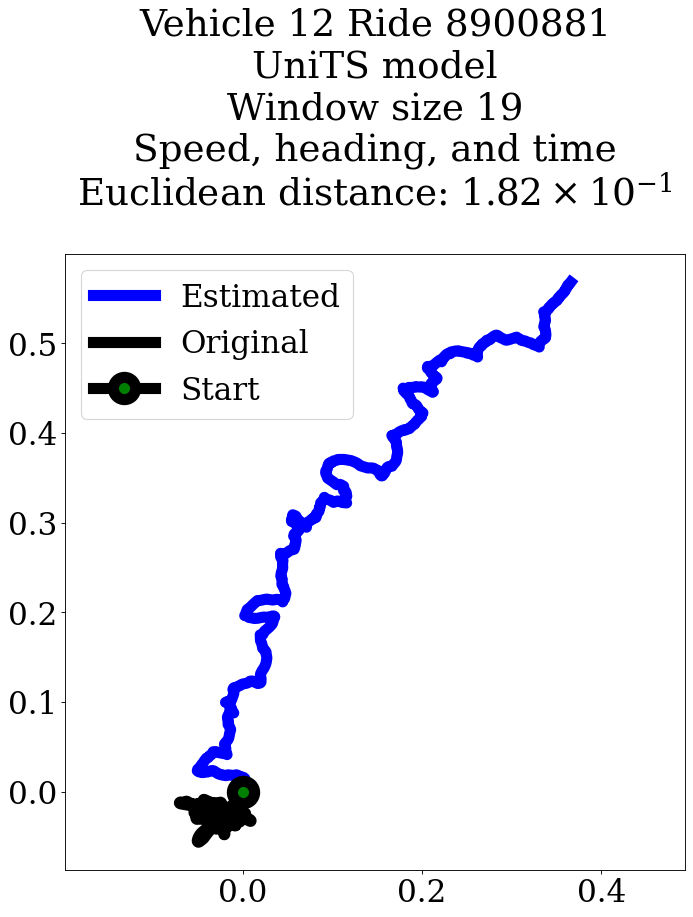 Vehicle 12 Ride 8900881
UniTS model
Window size 19
Speed, heading, and time
Euclidean distance: 1.82 × 10⁻¹
Estimated
Original
Start
0.5
0.4
0.3
0.2
0.1
0.0
0.0 0.2 0.4